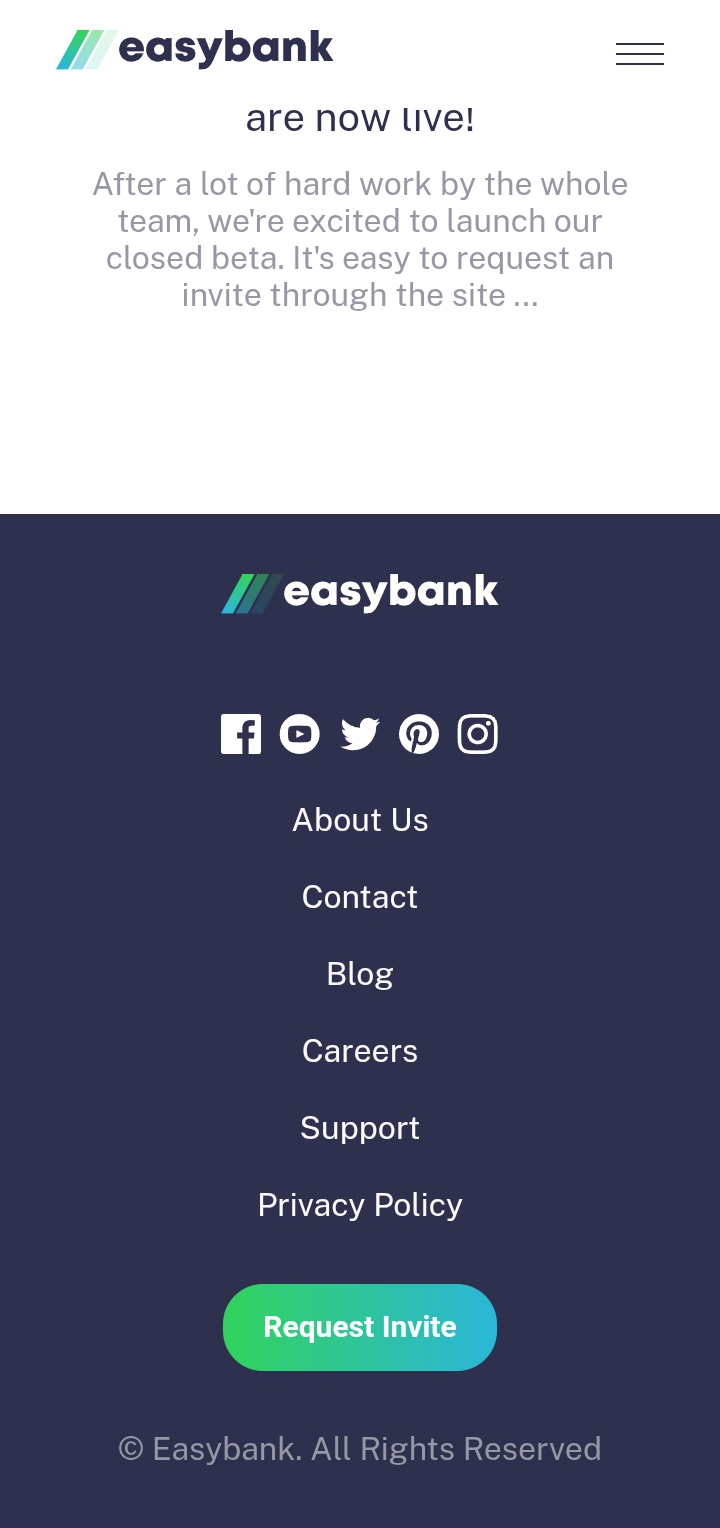 easybank
are now live!
After a lot of hard work by the whole
team, we're excited to launch our
closed beta. It's easy to request an
invite through the site ...
easybank
About Us
Contact
Blog
Careers
Support
Privacy Policy
Request Invite
© Easybank. All Rights Reserved